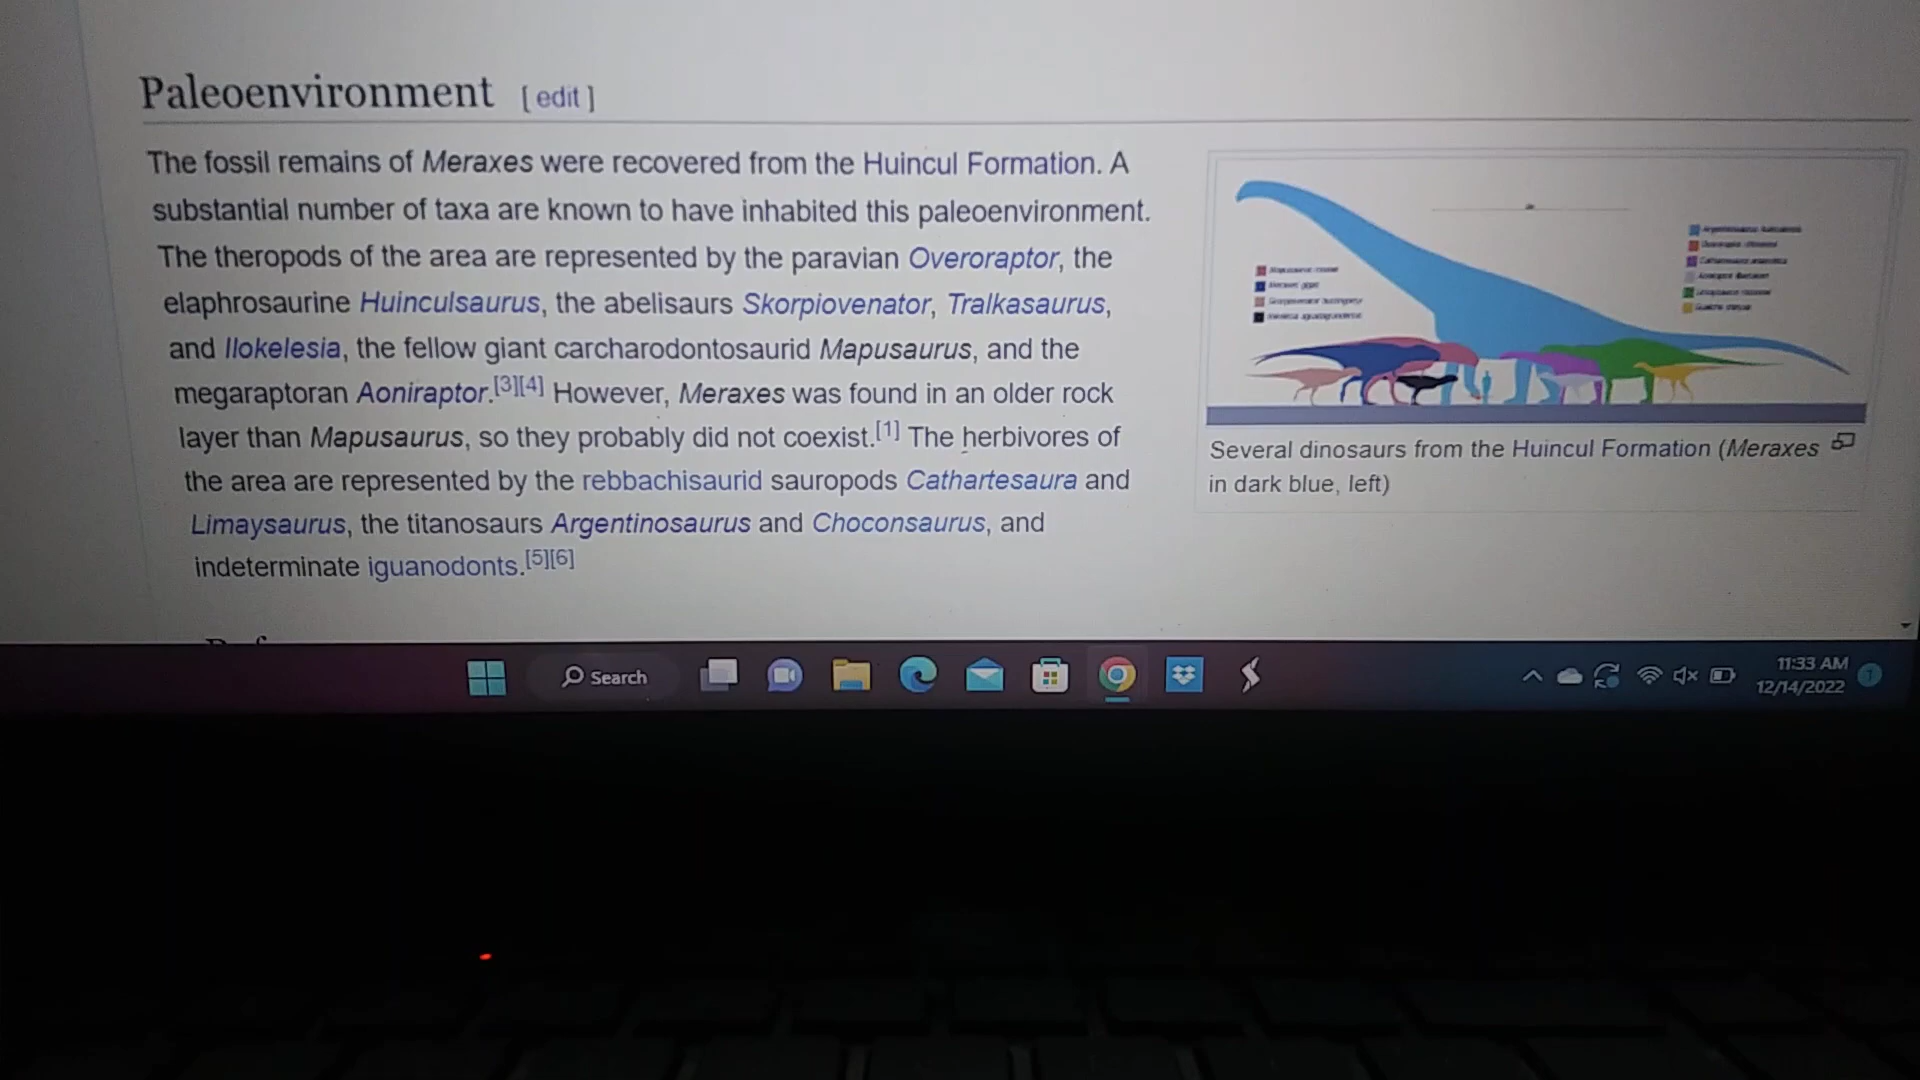 Paleoenvironment [ edit ]
The fossil remains of Meraxes were recovered from the Huincul Formation. A
substantial number of taxa are known to have inhabited this paleoenvironment.
The theropods of the area are represented by the paravian Overoraptor, the
elaphrosaurine Huinculsaurus, the abelisaurs Skorpiovenator, Tralkasaurus,
and Ilokelesia, the fellow giant carcharodontosaurid Mapusaurus, and the
megaraptoran Aoniraptor.[3][4] However, Meraxes was found in an older rock
layer than Mapusaurus, so they probably did not coexist.[1] The herbivores of
the area are represented by the rebbachisaurid sauropods Cathartesaura and
Limaysaurus, the titanosaurs Argentinosaurus and Choconsaurus, and
indeterminate iguanodonts.[5][6]
Several dinosaurs from the Huincul Formation (Meraxes
in dark blue, left)
Search
11:33 AM
12/14/2022
1